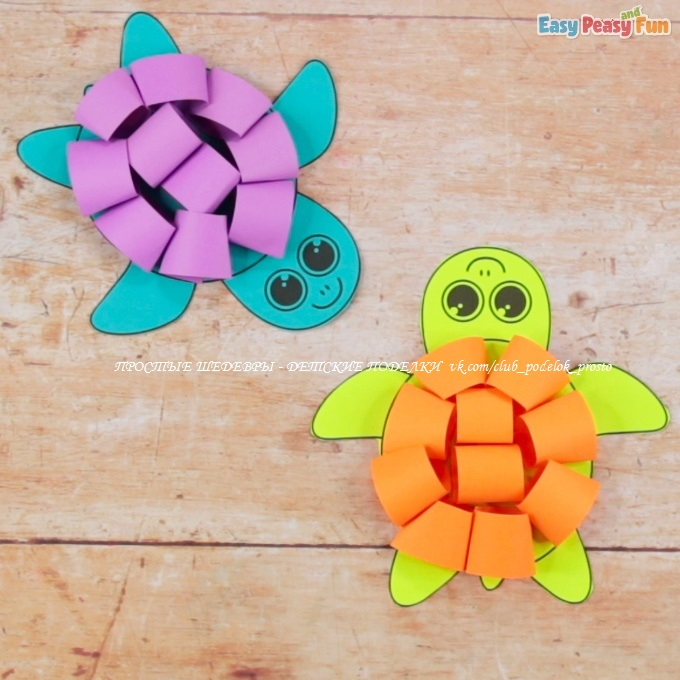 Easy Peasy and Fun
ПРОСТЫЕ ШЕДЕВРЫ - ДЕТСКИЕ ПОДЕЛКИ vk.com/club_podelok_prosto